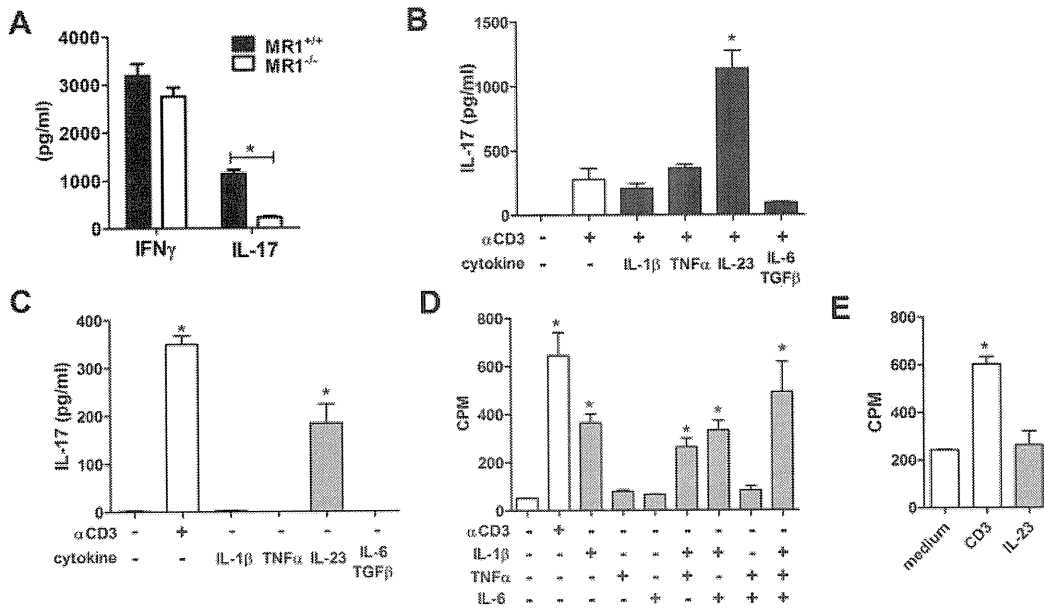 A
(pg/ml)
4000
3000
2000
1000
0
MR1+/+
MR1-/-
*
IFNγ IL-17
B
IL-17 (pg/ml)
1500
1000
500
0
*
αCD3 - + + + + +
cytokine - - IL-1β TNFα IL-23 IL-6 TGFβ
C
IL-17 (pg/ml)
400
300
200
100
0
* *
αCD3 - + - - - -
cytokine - - IL-1β TNFα IL-23 IL-6 TGFβ
D
CPM
800
600
400
200
0
* * * * *
αCD3 - + - - - - - - -
IL-1β - - + - - + + - +
TNFα - - - + - + - + +
IL-6 - - - - + - + + +
E
CPM
800
600
400
200
0
*
medium CD3 IL-23